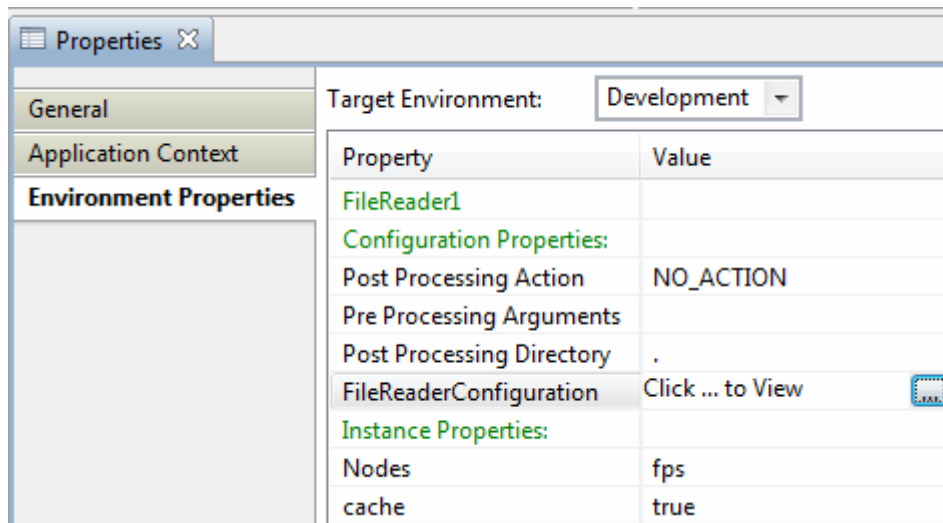 Properties
General
Application Context
Environment Properties
Target Environment: Development
Property Value
FileReader1
Configuration Properties:
Post Processing Action NO_ACTION
Pre Processing Arguments
Post Processing Directory .
FileReaderConfiguration Click ... to View ...
Instance Properties:
Nodes fps
cache true